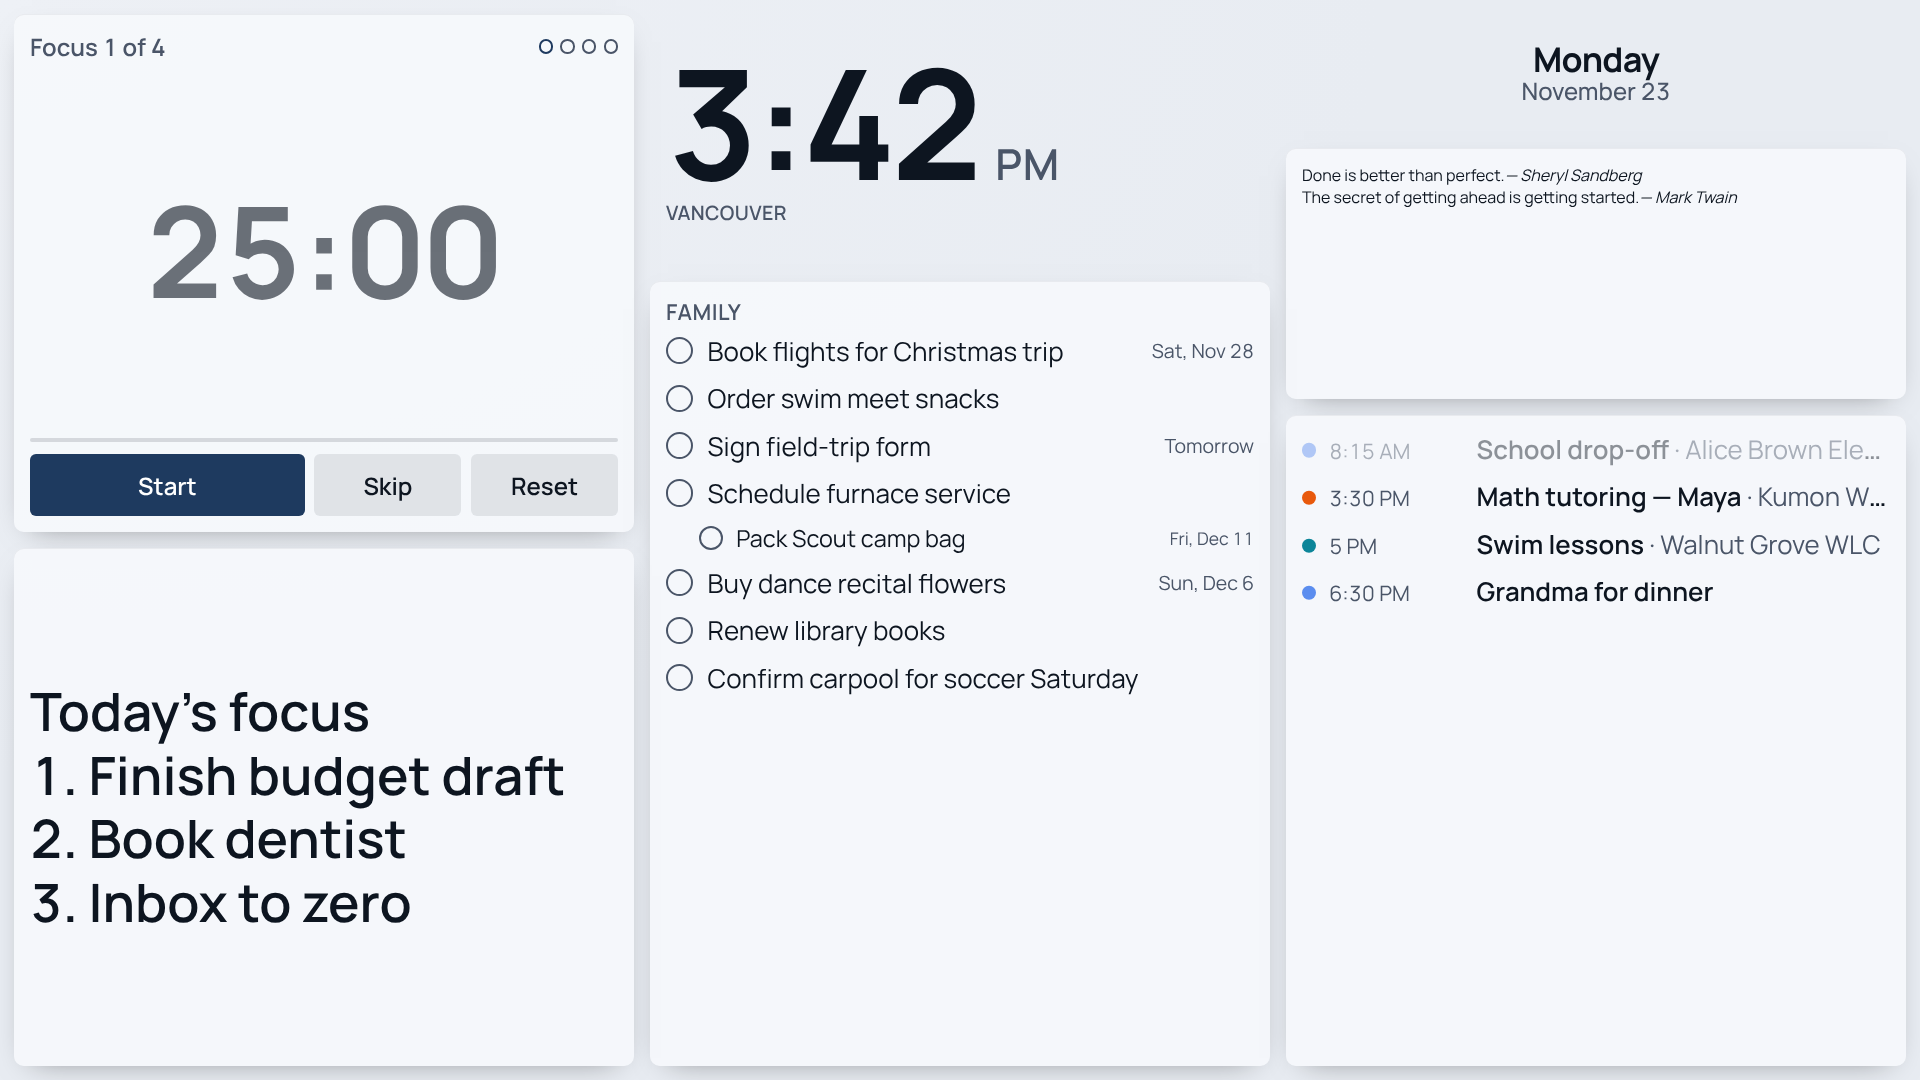 Focus 1 of 4
25:00
Start
Skip
Reset
Today's focus
1. Finish budget draft
2. Book dentist
3. Inbox to zero
3:42 PM
VANCOUVER
FAMILY
Book flights for Christmas trip Sat, Nov 28
Order swim meet snacks
Sign field-trip form Tomorrow
Schedule furnace service
Pack Scout camp bag Fri, Dec 11
Buy dance recital flowers Sun, Dec 6
Renew library books
Confirm carpool for soccer Saturday
Monday
November 23
Done is better than perfect. — Sheryl Sandberg
The secret of getting ahead is getting started. — Mark Twain
8:15 AM School drop-off · Alice Brown Ele...
3:30 PM Math tutoring — Maya · Kumon W...
5 PM Swim lessons · Walnut Grove WLC
6:30 PM Grandma for dinner